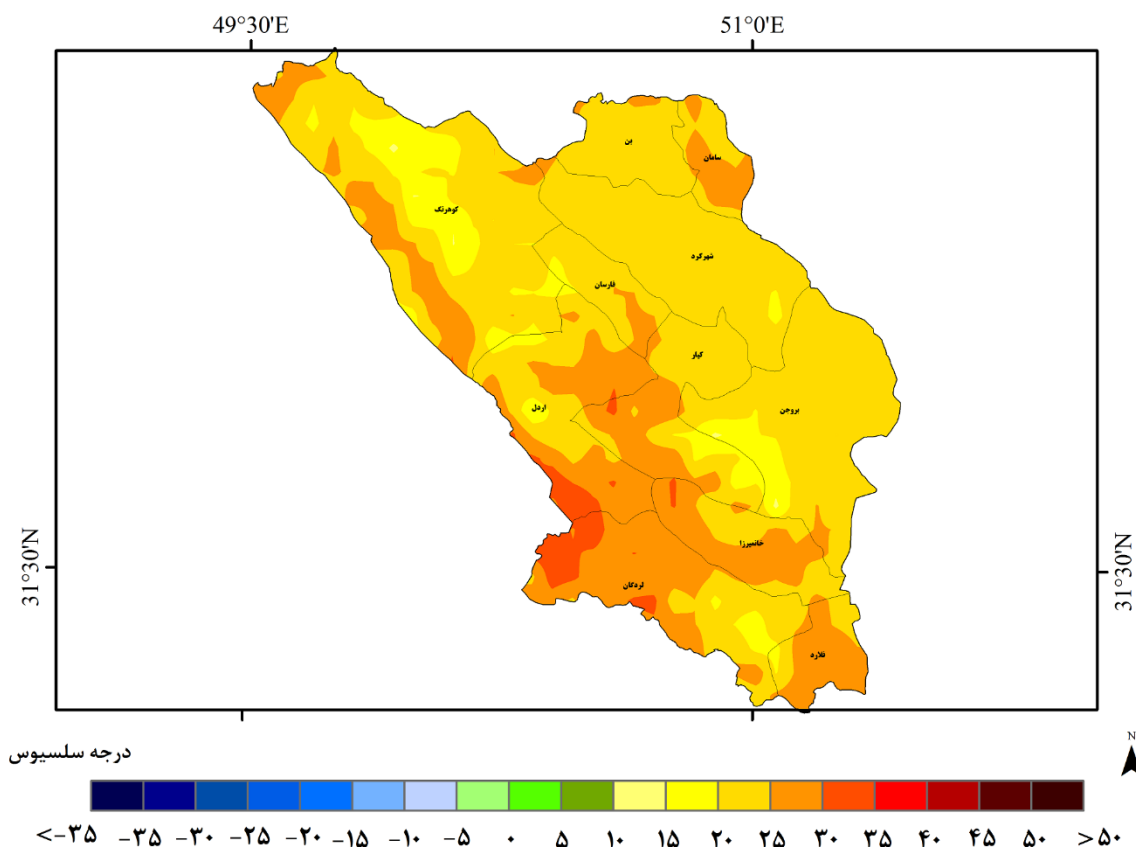 49°30'E 51°0'E
بن
سامان
کوهرنگ
شهرکرد
فارسان
کیار
اردل
بروجن
31°30'N 31°30'N
خانمیرزا
لردگان
فلارد
درجه سلسیوس
N
<-۳۵ -۳۵ -۳۰ -۲۵ -۲۰ -۱۵ -۱۰ -۵ ۰ ۵ ۱۰ ۱۵ ۲۰ ۲۵ ۳۰ ۳۵ ۴۰ ۴۵ ۵۰ >۵۰